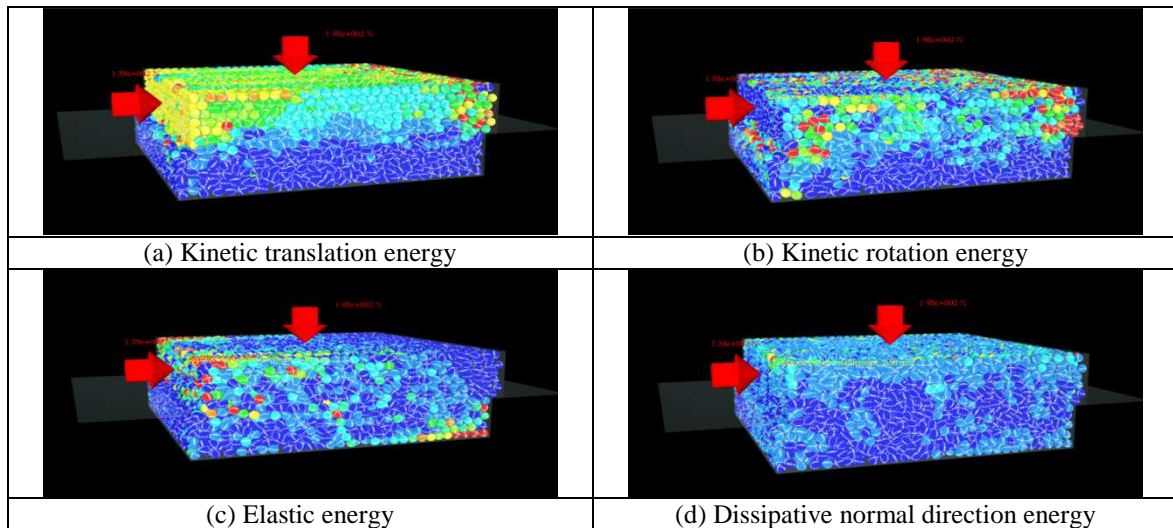 1.98e+002 N
(a) Kinetic translation energy
1.98e+002 N
(b) Kinetic rotation energy
1.98e+002 N
(c) Elastic energy
1.98e+002 N
(d) Dissipative normal direction energy